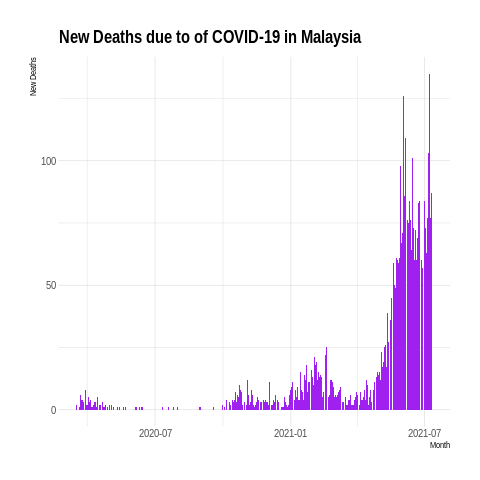 New Deaths due to of COVID-19 in Malaysia
New Deaths
100
50
0
2020-07
2021-01
2021-07
Month